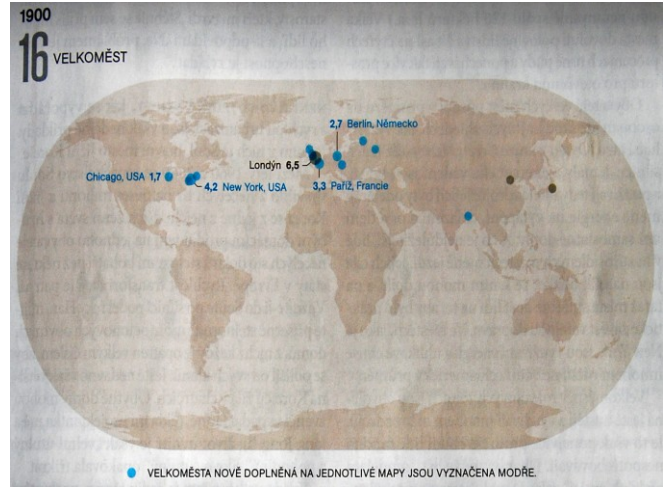 1900
16 VELKOMĚST
2,7 Berlín, Německo
Londýn 6,5
Chicago, USA 1,7
4,2 New York, USA
3,3 Paříž, Francie
VELKOMĚSTA NOVĚ DOPLNĚNÁ NA JEDNOTLIVÉ MAPY JSOU VYZNAČENA MODŘE.